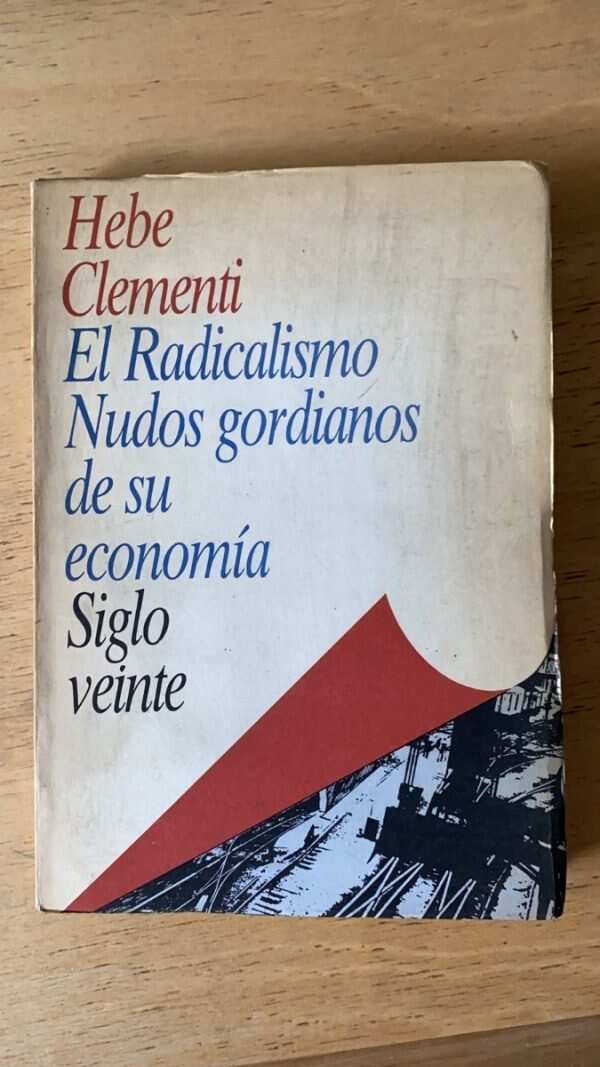 Hebe
Clementi
El Radicalismo
Nudos gordianos
de su
economía
Siglo
veinte